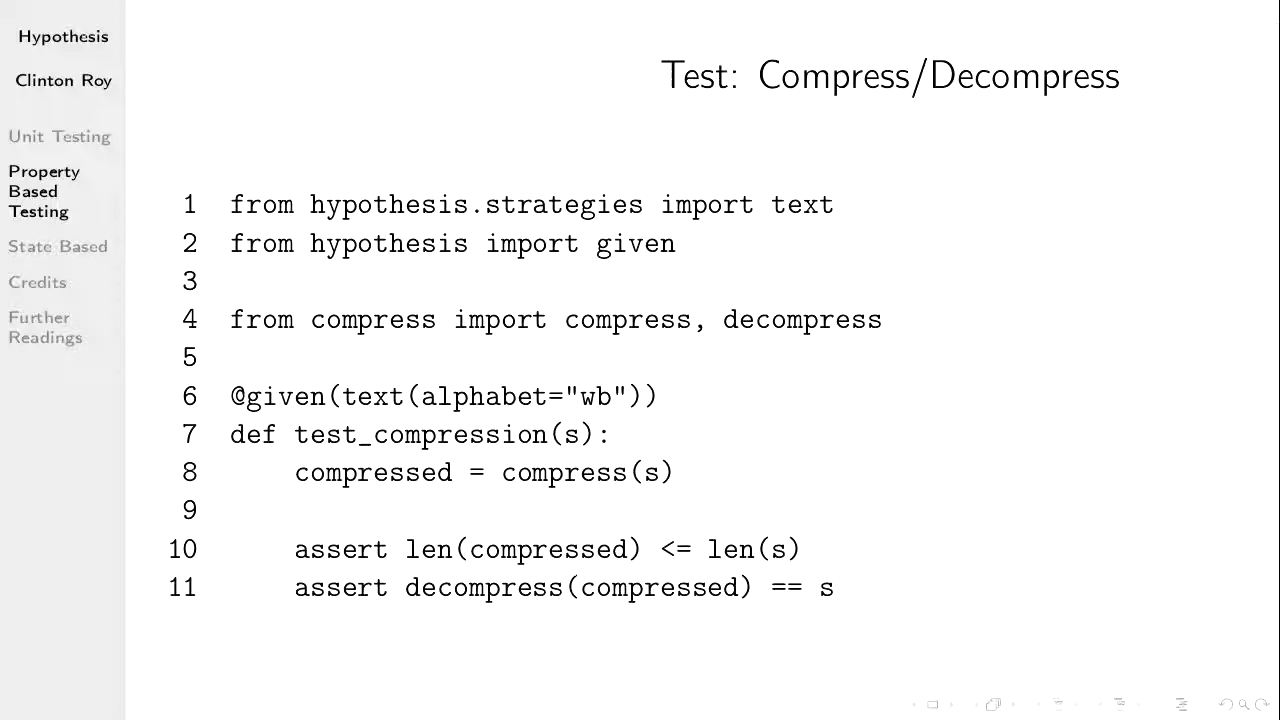 Hypothesis
Clinton Roy
Unit Testing
Property
Based
Testing
State Based
Credits
Further
Readings
Test: Compress/Decompress
1 from hypothesis.strategies import text
2 from hypothesis import given
3
4 from compress import compress, decompress
5
6 @given(text(alphabet="wb"))
7 def test_compression(s):
8     compressed = compress(s)
9
10     assert len(compressed) <= len(s)
11     assert decompress(compressed) == s